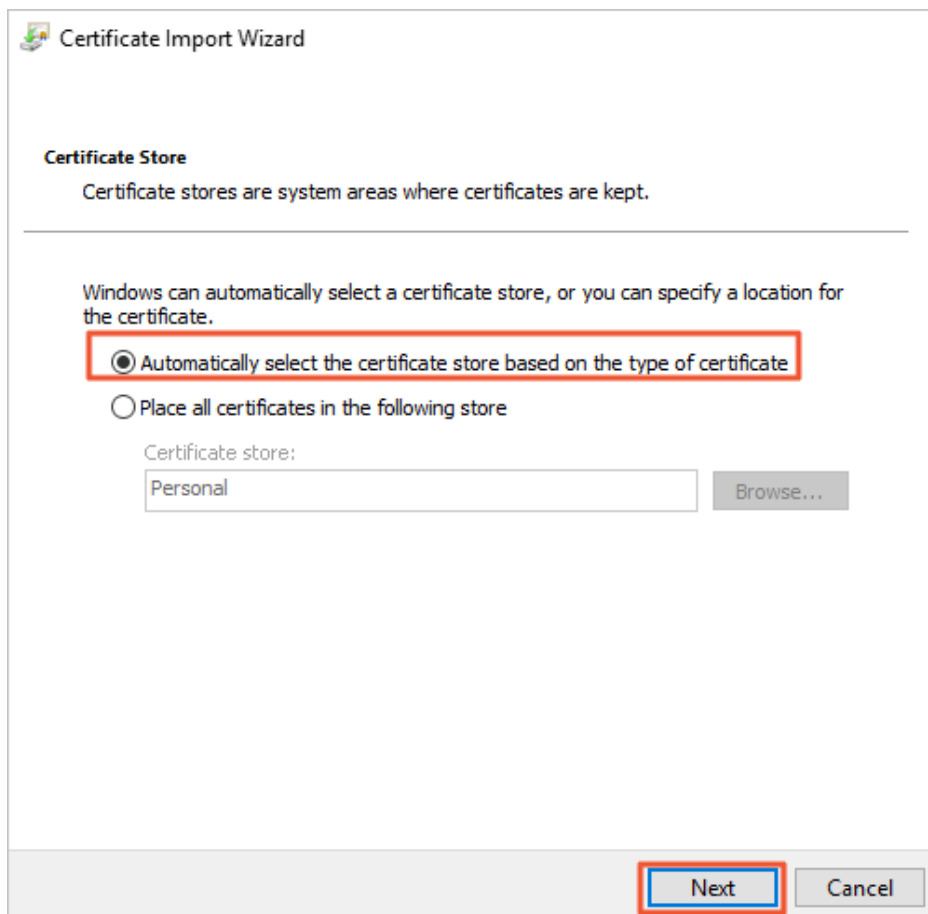 Certificate Import Wizard
Certificate Store
Certificate stores are system areas where certificates are kept.
Windows can automatically select a certificate store, or you can specify a location for
the certificate.
Automatically select the certificate store based on the type of certificate
Place all certificates in the following store
Certificate store:
Personal
Browse...
Next
Cancel